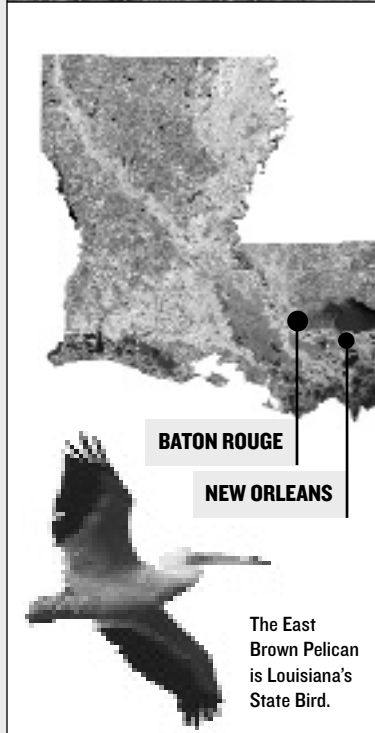 BATON ROUGE
NEW ORLEANS
The East
Brown Pelican
is Louisiana’s
State Bird.